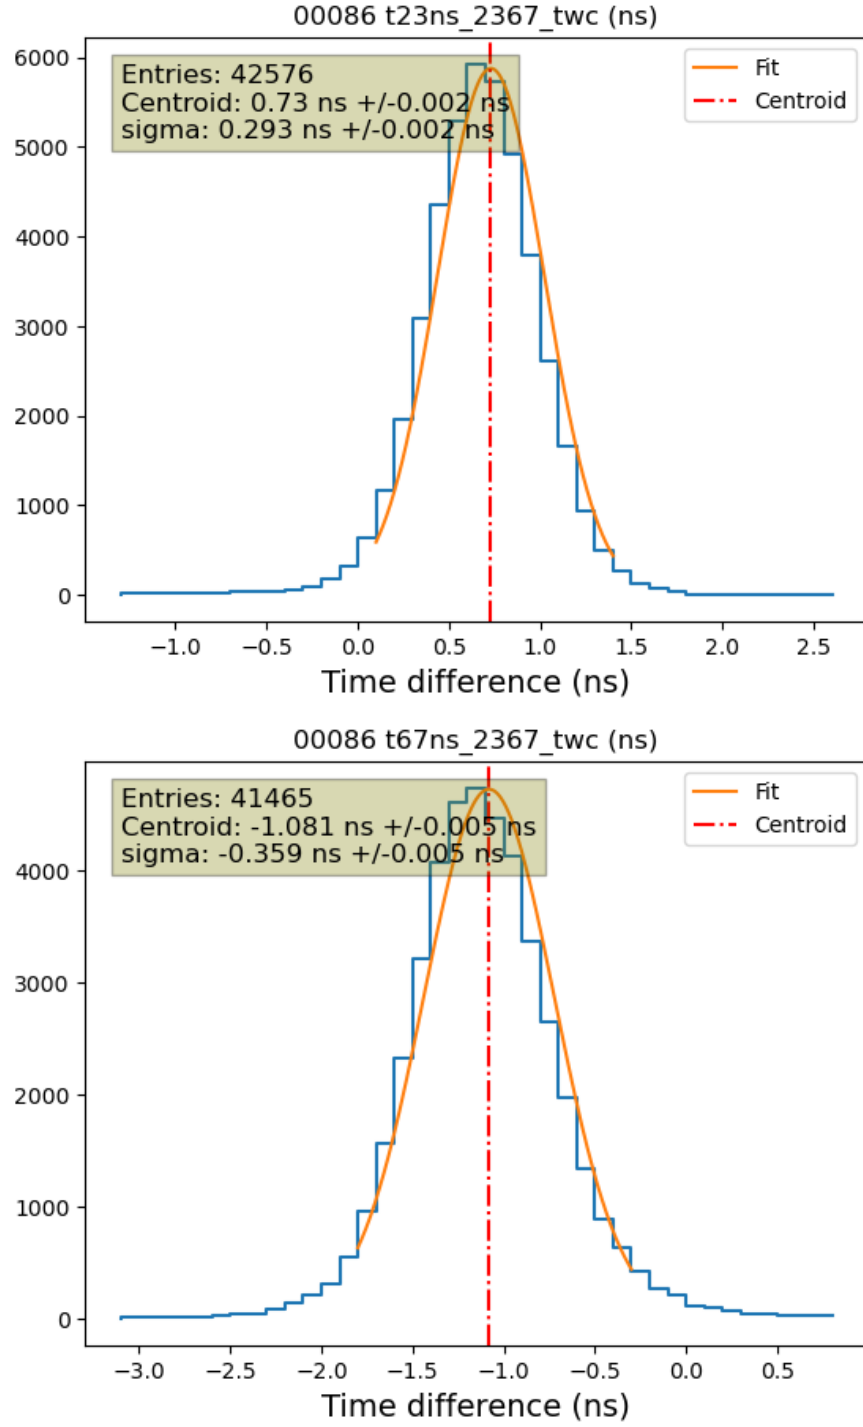 00086 t23ns_2367_twc (ns)
Entries: 42576
Centroid: 0.73 ns +/-0.002 ns
sigma: 0.293 ns +/-0.002 ns
Fit
Centroid
6000
5000
4000
3000
2000
1000
0
−1.0 −0.5 0.0 0.5 1.0 1.5 2.0 2.5
Time difference (ns)
00086 t67ns_2367_twc (ns)
Entries: 41465
Centroid: -1.081 ns +/-0.005 ns
sigma: -0.359 ns +/-0.005 ns
Fit
Centroid
4000
3000
2000
1000
0
−3.0 −2.5 −2.0 −1.5 −1.0 −0.5 0.0 0.5
Time difference (ns)